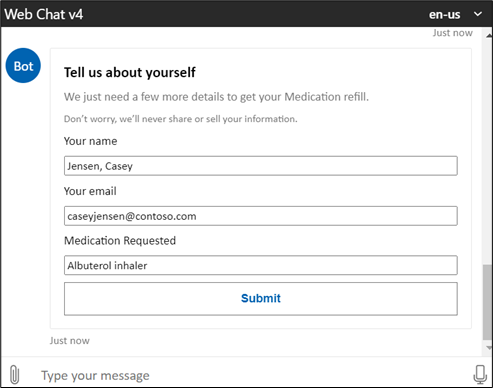 Web Chat v4 en-us
Just now
Bot
Tell us about yourself
We just need a few more details to get your Medication refill.
Don't worry, we'll never share or sell your information.
Your name
Jensen, Casey
Your email
caseyjensen@contoso.com
Medication Requested
Albuterol inhaler
Submit
Just now
Type your message